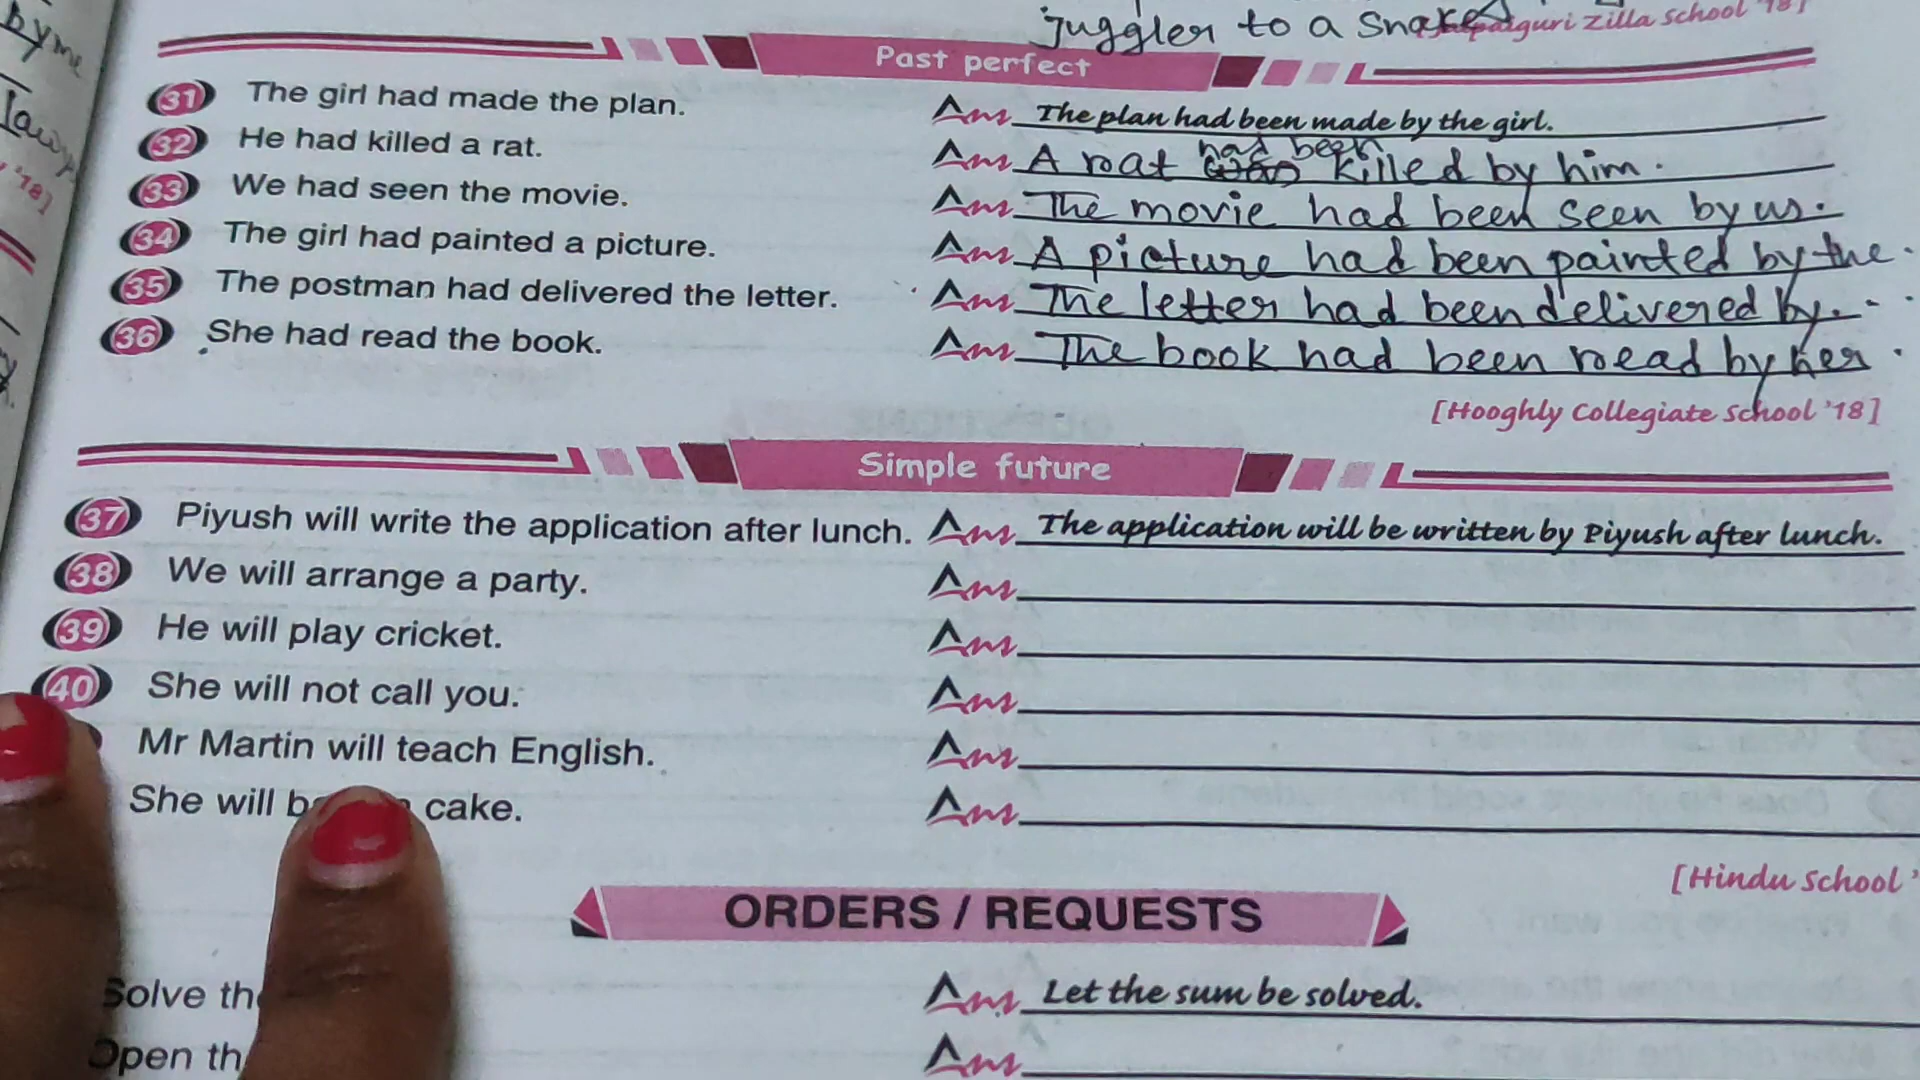 by me
juggler to a snake
Zilla School '18]
'18]
Past perfect
31 The girl had made the plan. Ans The plan had been made by the girl.
had been
32 He had killed a rat. Ans A roat killed by him.
33 We had seen the movie. Ans The movie had been seen by us.
34 The girl had painted a picture. Ans A picture had been painted by the.
35 The postman had delivered the letter. Ans The letter had been delivered by. - .
36 She had read the book. Ans The book had been read by her.
[Hooghly Collegiate School '18]
Simple future
37 Piyush will write the application after lunch. Ans The application will be written by Piyush after lunch.
38 We will arrange a party. Ans
39 He will play cricket. Ans
40 She will not call you. Ans
Mr Martin will teach English. Ans
She will cake. Ans
[Hindu School '
ORDERS / REQUESTS
Solve Ans Let the sum be solved.
Open Ans